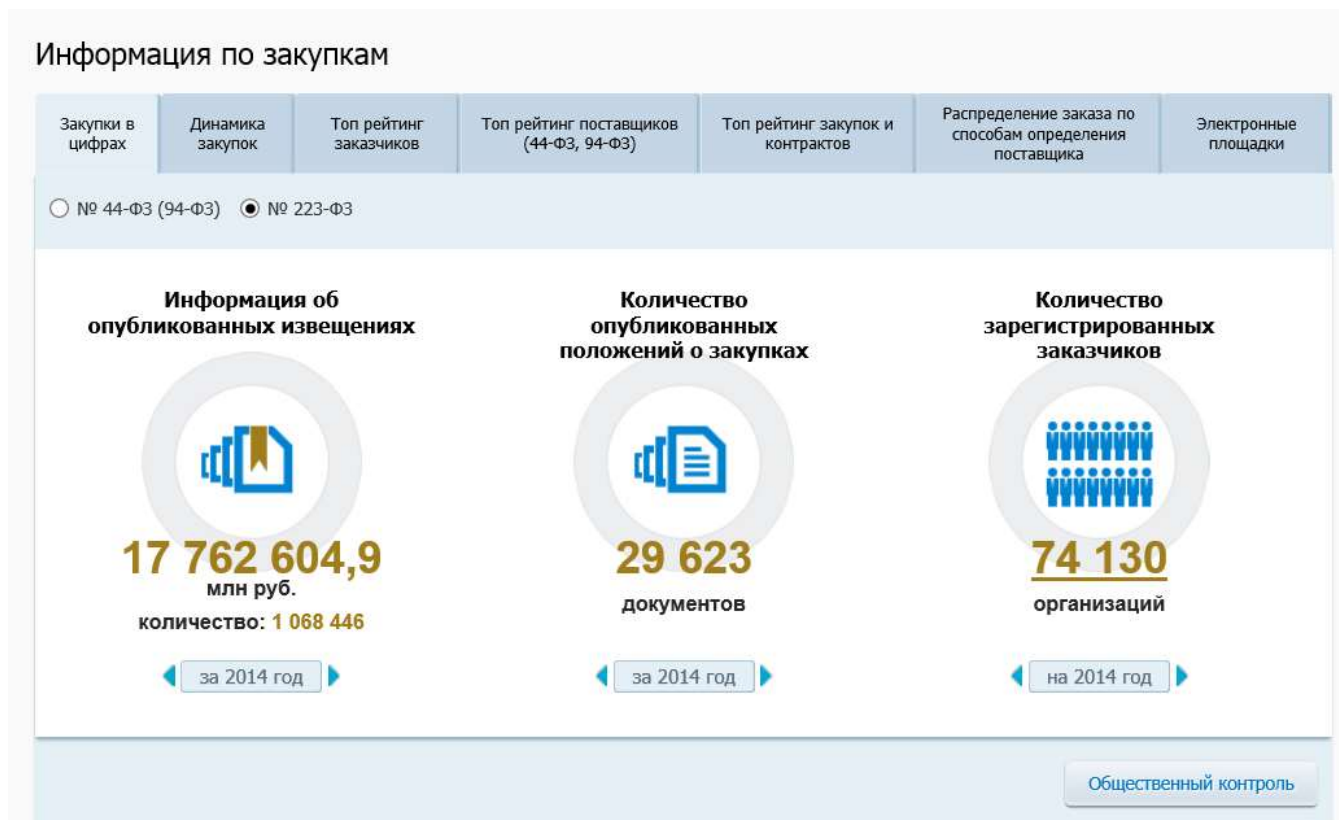 Информация по закупкам
Закупки в
цифрах
Динамика
закупок
Топ рейтинг
заказчиков
Топ рейтинг поставщиков
(44-ФЗ, 94-ФЗ)
Топ рейтинг закупок и
контрактов
Распределение заказа по
способам определения
поставщика
Электронные
площадки
№ 44-ФЗ (94-ФЗ) № 223-ФЗ
Информация об
опубликованных извещениях
17 762 604,9
млн руб.
количество: 1 068 446
за 2014 год
Количество
опубликованных
положений о закупках
29 623
документов
за 2014 год
Количество
зарегистрированных
заказчиков
74 130
организаций
на 2014 год
Общественный контроль